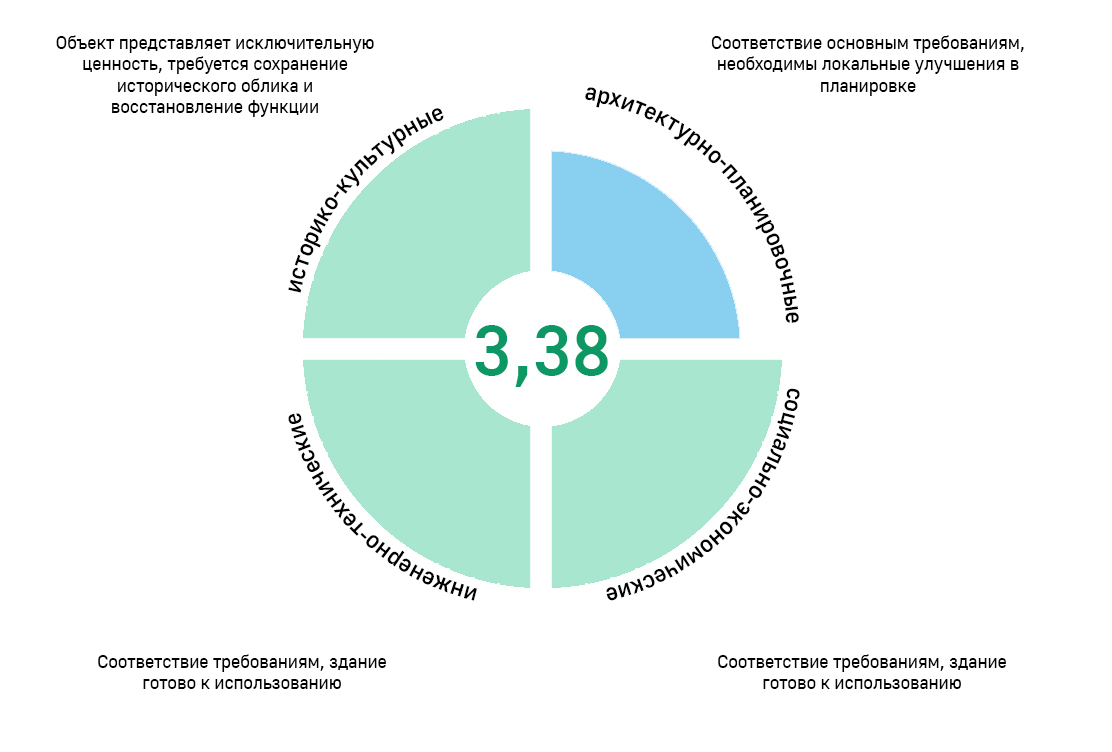 Объект представляет исключительную
ценность, требуется сохранение
исторического облика и
восстановление функции
Соответствие основным требованиям,
необходимы локальные улучшения в
планировке
историко-культурные
архитектурно-планировочные
3,38
инженерно-технические
социально-экономические
Соответствие требованиям, здание
готово к использованию
Соответствие требованиям, здание
готово к использованию